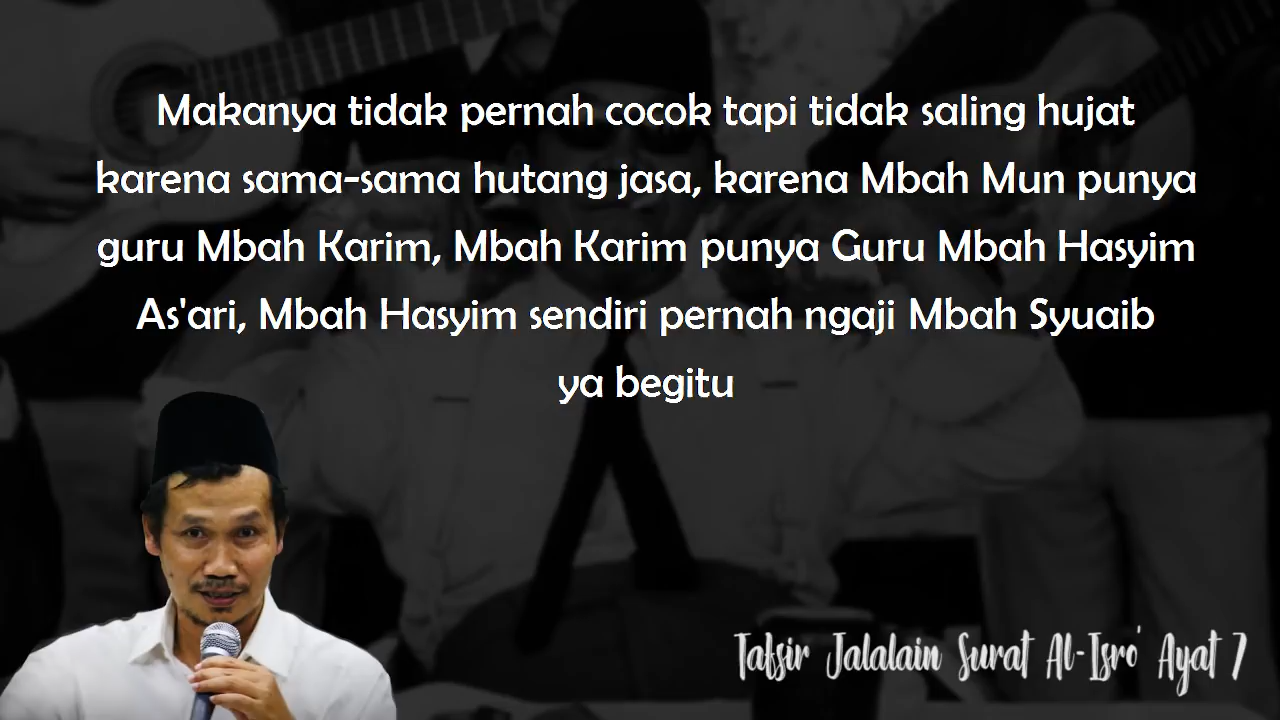 Makanya tidak pernah cocok tapi tidak saling hujat
karena sama-sama hutang jasa, karena Mbah Mun punya
guru Mbah Karim, Mbah Karim punya Guru Mbah Hasyim
As'ari, Mbah Hasyim sendiri pernah ngaji Mbah Syuaib
ya begitu
Tafsir Jalalain Surat Al-Isro' Ayat 7